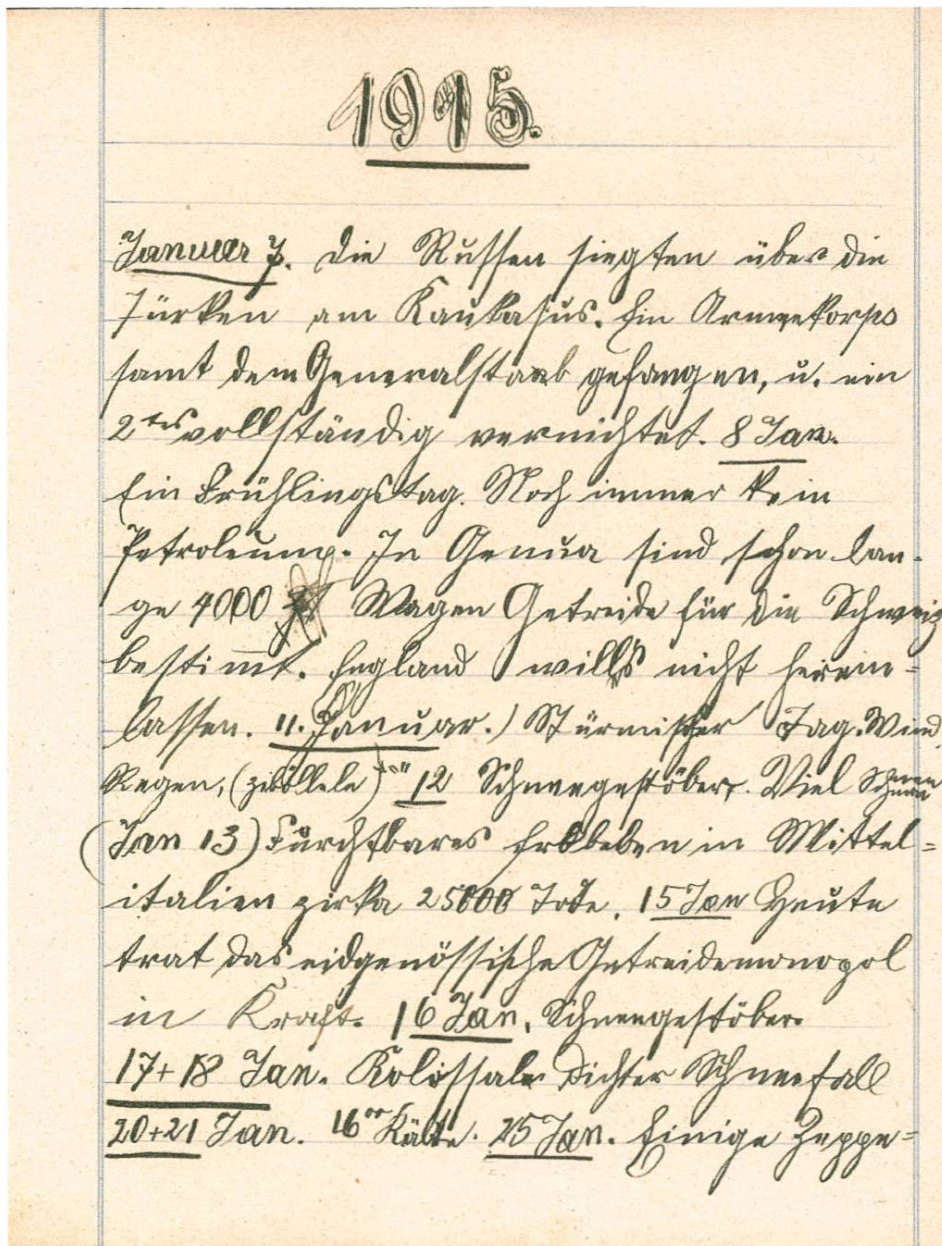 1915.
Januar 7. Die Russen siegten über die
Türken am Kaukasus. Ein Armeekorps
samt dem Generalstaab gefangen, u. ein
2tes vollständig vernichtet. 8 Jan.
Ein Frühlingstag. Noch immer kein
Petroleum. In Genua sind schon lan-
ge 4000 Wagen Getreide für die Schweiz
bestimt. England will's nicht herein=
lassen. 11. Januar.) Stürmischer Tag. Wind,
Regen, 12 Schneegestöber. Viel Schnee
(Jan 13) Furchtbares Erdbeben in Mittel=
italien zirka 25000 Tote. 15 Jan Heute
trat das eidgenössische Getreidemonopol
in Kraft. 16 Jan. Schneegestöber.
17+18 Jan. Kolossaler dichter Schneefall
20+21 Jan. 16° Kälte. 25 Jan. Einige Zeppe=